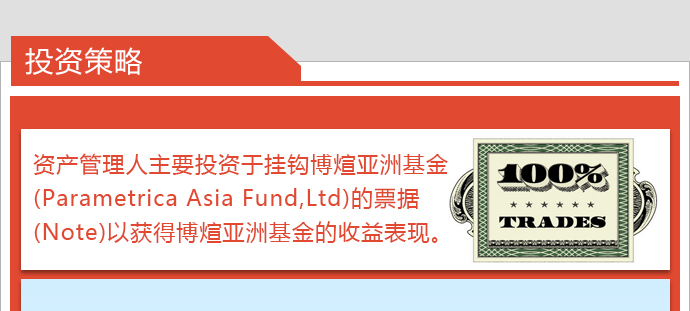 投资策略
资产管理人主要投资于挂钩博煊亚洲基金
(Parametrica Asia Fund,Ltd)的票据
(Note)以获得博煊亚洲基金的收益表现。
100%
TRADES